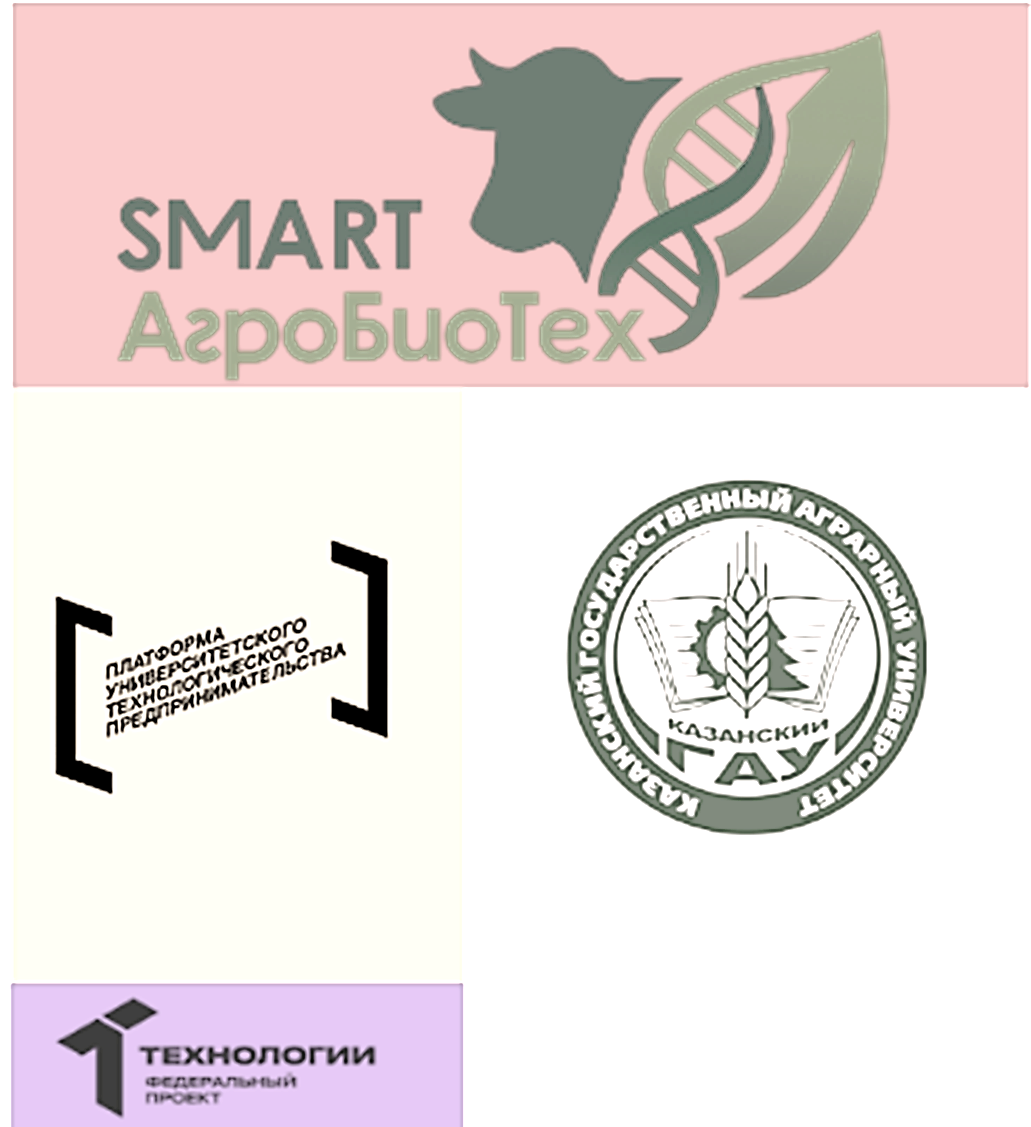 SMART
АгроБиоТех
ПЛАТФОРМА
УНИВЕРСИТЕТСКОГО
ТЕХНОЛОГИЧЕСКОГО
ПРЕДПРИНИМАТЕЛЬСТВА
КАЗАНСКИЙ ГОСУДАРСТВЕННЫЙ АГРАРНЫЙ УНИВЕРСИТЕТ
КАЗАНСКИЙ
ГАУ
ТЕХНОЛОГИИ
ФЕДЕРАЛЬНЫЙ
ПРОЕКТ